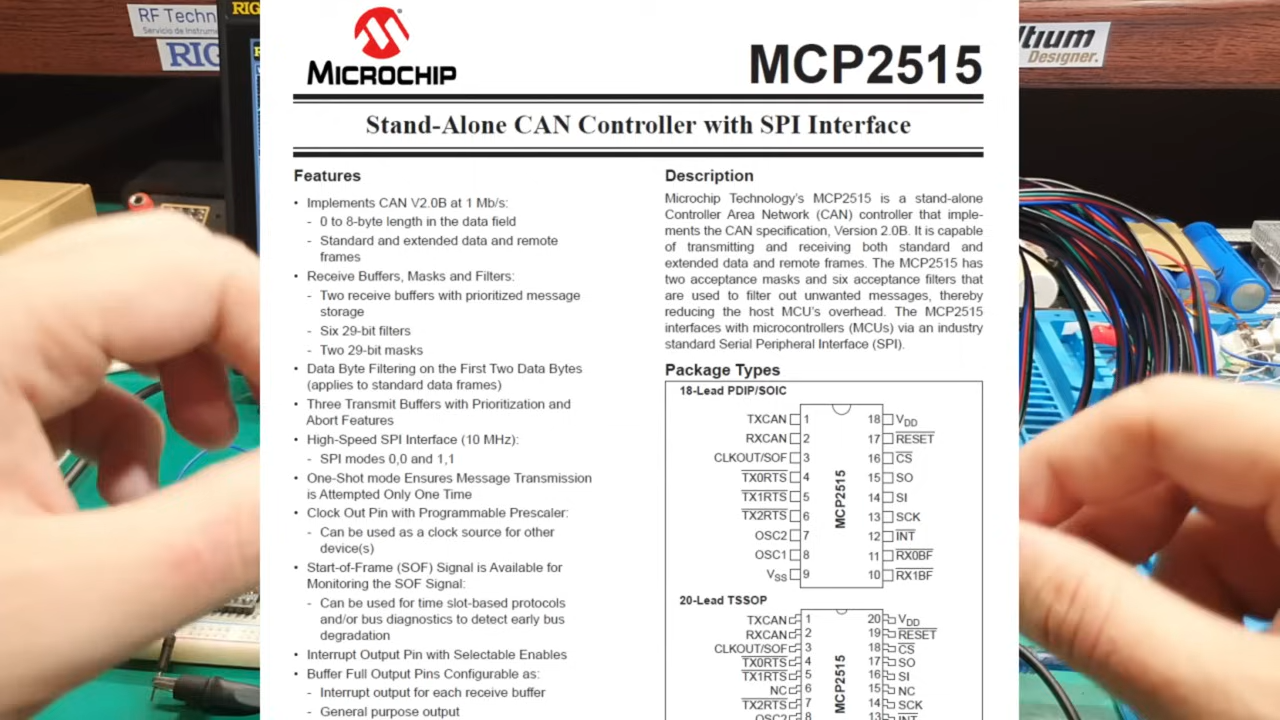 RF Techn
Servicio de Instrume
RIG
RIG
ltium
Designer.
MICROCHIP
MCP2515
Stand-Alone CAN Controller with SPI Interface
Features
• Implements CAN V2.0B at 1 Mb/s:
- 0 to 8-byte length in the data field
- Standard and extended data and remote
frames
• Receive Buffers, Masks and Filters:
- Two receive buffers with prioritized message
storage
- Six 29-bit filters
- Two 29-bit masks
• Data Byte Filtering on the First Two Data Bytes
(applies to standard data frames)
• Three Transmit Buffers with Prioritization and
Abort Features
• High-Speed SPI Interface (10 MHz):
- SPI modes 0,0 and 1,1
• One-Shot mode Ensures Message Transmission
is Attempted Only One Time
• Clock Out Pin with Programmable Prescaler:
- Can be used as a clock source for other
device(s)
• Start-of-Frame (SOF) Signal is Available for
Monitoring the SOF Signal:
- Can be used for time slot-based protocols
and/or bus diagnostics to detect early bus
degradation
• Interrupt Output Pin with Selectable Enables
• Buffer Full Output Pins Configurable as:
- Interrupt output for each receive buffer
- General purpose output
Description
Microchip Technology's MCP2515 is a stand-alone
Controller Area Network (CAN) controller that imple-
ments the CAN specification, Version 2.0B. It is capable
of transmitting and receiving both standard and
extended data and remote frames. The MCP2515 has
two acceptance masks and six acceptance filters that
are used to filter out unwanted messages, thereby
reducing the host MCU's overhead. The MCP2515
interfaces with microcontrollers (MCUs) via an industry
standard Serial Peripheral Interface (SPI).
Package Types
18-Lead PDIP/SOIC
TXCAN 1 18 VDD
RXCAN 2 17 RESET
CLKOUT/SOF 3 16 CS
TX0RTS 4 15 SO
TX1RTS 5 14 SI
TX2RTS 6 13 SCK
OSC2 7 12 INT
OSC1 8 11 RX0BF
VSS 9 10 RX1BF
MCP2515
20-Lead TSSOP
TXCAN 1 20 VDD
RXCAN 2 19 RESET
CLKOUT/SOF 3 18 CS
TX0RTS 4 17 SO
TX1RTS 5 16 SI
NC 6 15 NC
TX2RTS 7 14 SCK
OSC2 8 13 INT
MCP2515